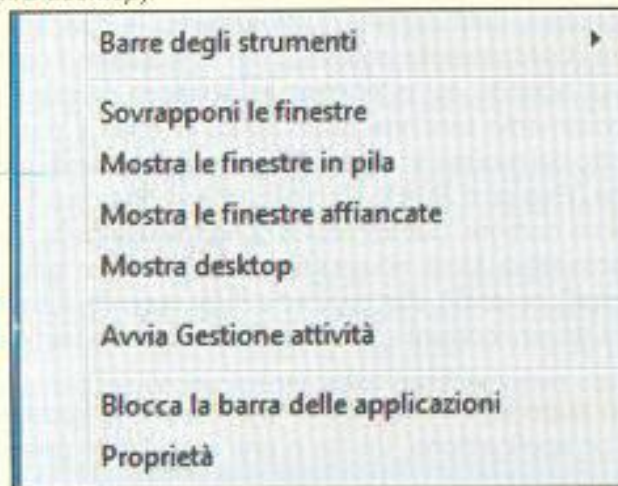 Barre degli strumenti
Sovrapponi le finestre
Mostra le finestre in pila
Mostra le finestre affiancate
Mostra desktop
Avvia Gestione attività
Blocca la barra delle applicazioni
Proprietà